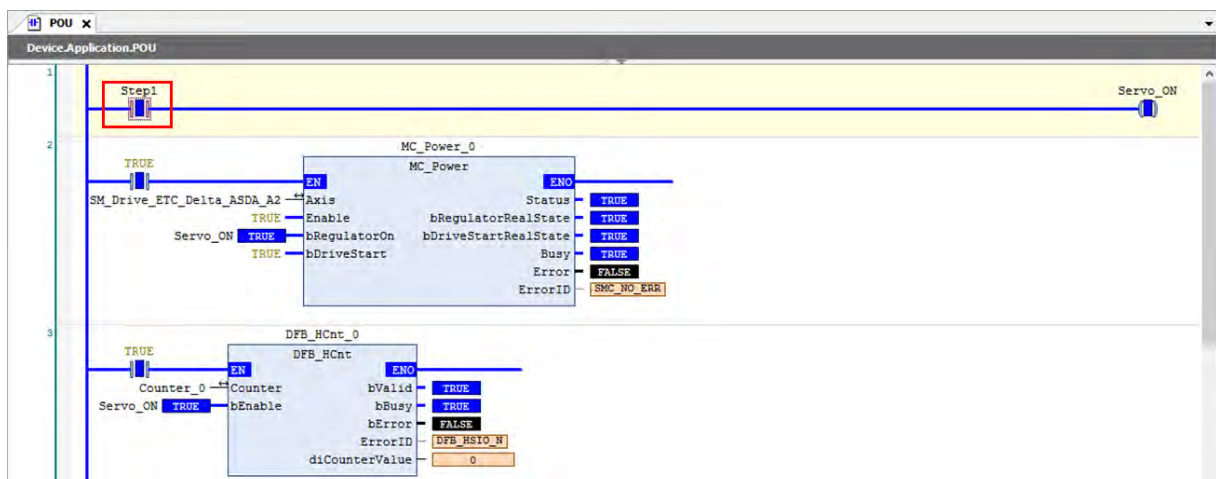 POU
Device.Application.POU
1
Step1
Servo_ON
2
MC_Power_0
TRUE
MC_Power
EN
ENO
SM_Drive_ETC_Delta_ASDA_A2
Axis
Status
TRUE
TRUE
Enable
bRegulatorRealState
TRUE
Servo_ON
TRUE
bRegulatorOn
bDriveStartRealState
TRUE
TRUE
bDriveStart
Busy
TRUE
Error
FALSE
ErrorID
SMC_NO_ERR
3
DFB_HCnt_0
TRUE
DFB_HCnt
EN
ENO
Counter_0
Counter
bValid
TRUE
Servo_ON
TRUE
bEnable
bBusy
TRUE
bError
FALSE
ErrorID
DFB_HSIO_N
diCounterValue
0